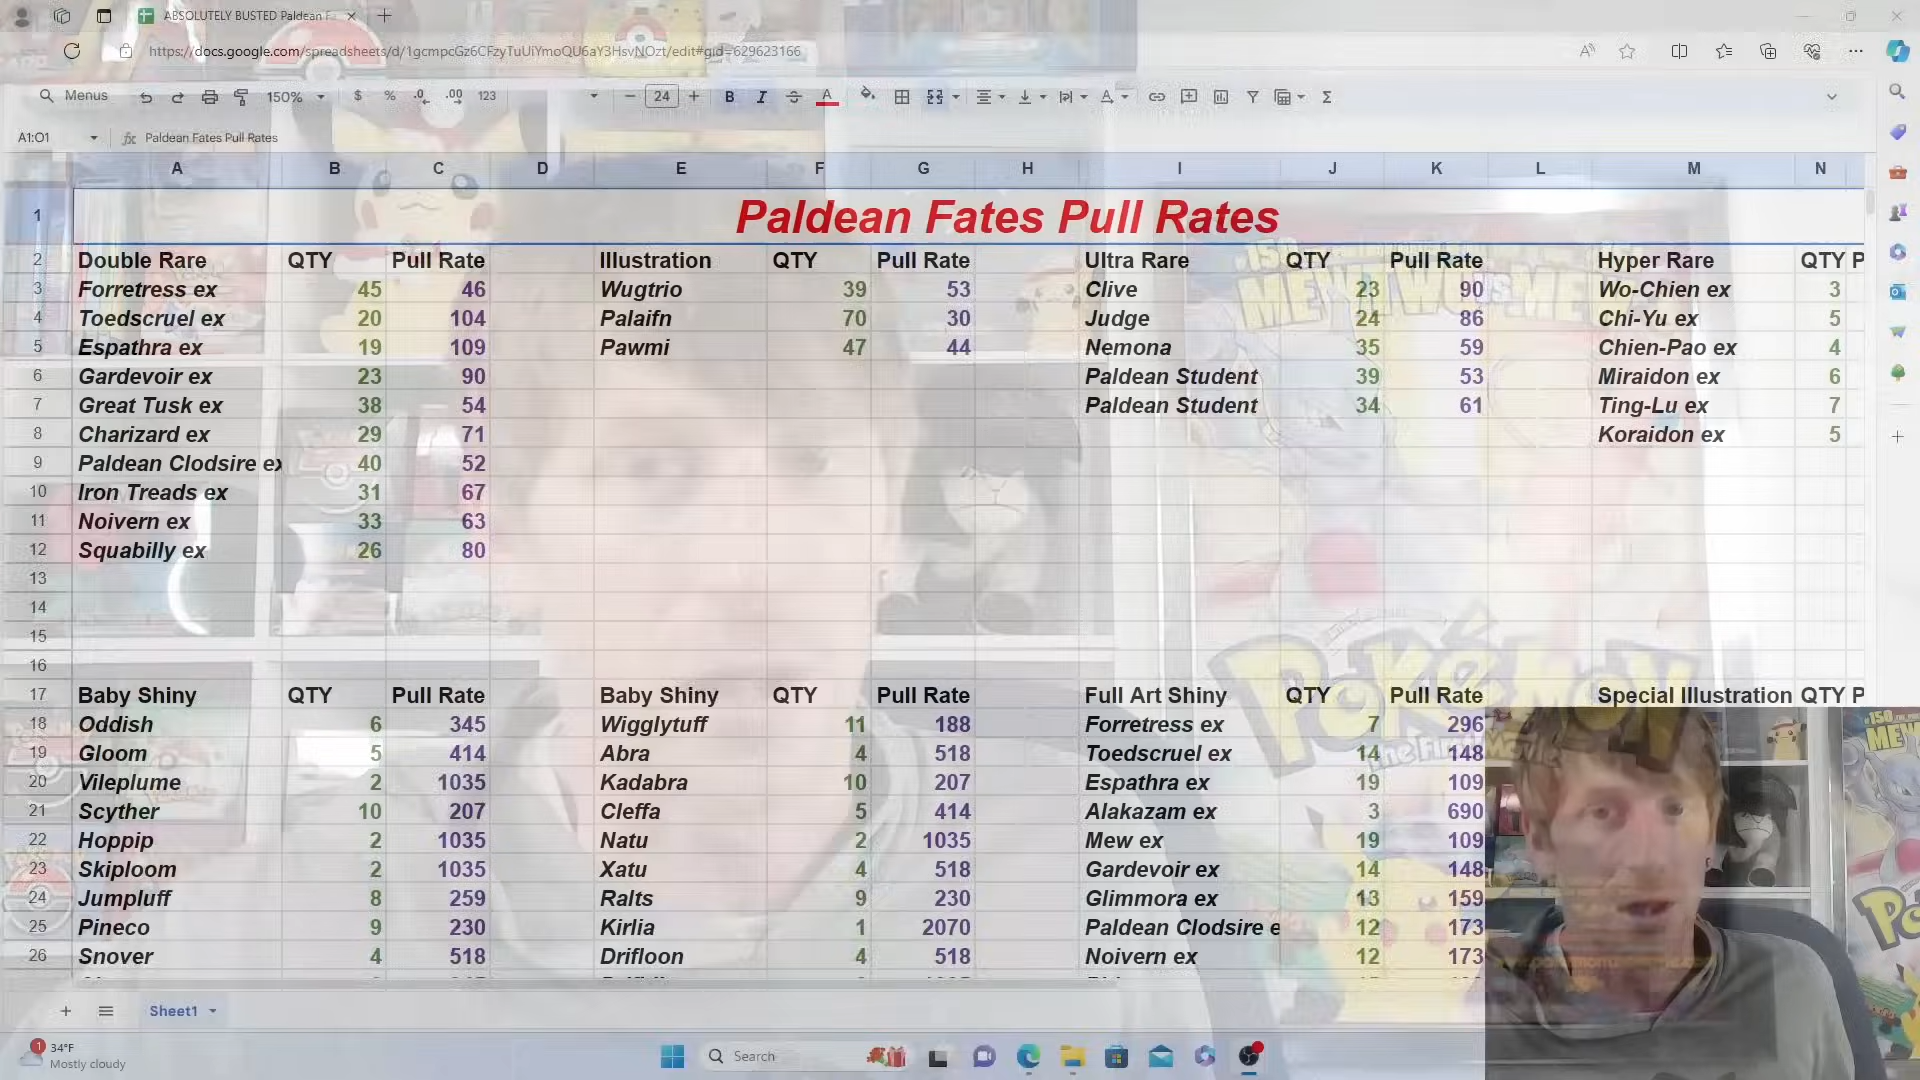 ABSOLUTELY BUSTED Paldean F
https://docs.google.com/spreadsheets/d/1gcmpcGz6CFzyTuUiYmoQU6aY3HsvNOzt/edit#gid=629623166
Menus 150% $ % .0 .00 123 24 B I A
A1:O1 fx Paldean Fates Pull Rates
A B C D E F G H I J K L M N
1 Paldean Fates Pull Rates
2 Double Rare QTY Pull Rate Illustration QTY Pull Rate Ultra Rare QTY Pull Rate Hyper Rare QTY P
3 Forretress ex 45 46 Wugtrio 39 53 Clive 23 90 Wo-Chien ex 3
4 Toedscruel ex 20 104 Palaifn 70 30 Judge 24 86 Chi-Yu ex 5
5 Espathra ex 19 109 Pawmi 47 44 Nemona 35 59 Chien-Pao ex 4
6 Gardevoir ex 23 90 Paldean Student 39 53 Miraidon ex 6
7 Great Tusk ex 38 54 Paldean Student 34 61 Ting-Lu ex 7
8 Charizard ex 29 71 Koraidon ex 5
9 Paldean Clodsire ex 40 52
10 Iron Treads ex 31 67
11 Noivern ex 33 63
12 Squabilly ex 26 80
13
14
15
16
17 Baby Shiny QTY Pull Rate Baby Shiny QTY Pull Rate Full Art Shiny QTY Pull Rate Special Illustration QTY P
18 Oddish 6 345 Wigglytuff 11 188 Forretress ex 7 296
19 Gloom 5 414 Abra 4 518 Toedscruel ex 14 148
20 Vileplume 2 1035 Kadabra 10 207 Espathra ex 19 109
21 Scyther 10 207 Cleffa 5 414 Alakazam ex 3 690
22 Hoppip 2 1035 Natu 2 1035 Mew ex 19 109
23 Skiploom 2 1035 Xatu 4 518 Gardevoir ex 14 148
24 Jumpluff 8 259 Ralts 9 230 Glimmora ex 13 159
25 Pineco 9 230 Kirlia 1 2070 Paldean Clodsire e 12 173
26 Snover 4 518 Drifloon 4 518 Noivern ex 12 173
Sheet1
1 34°F
Mostly cloudy
Search
#150
MEWTWO
Pokémon
The First Movie
#150
MEW
Po